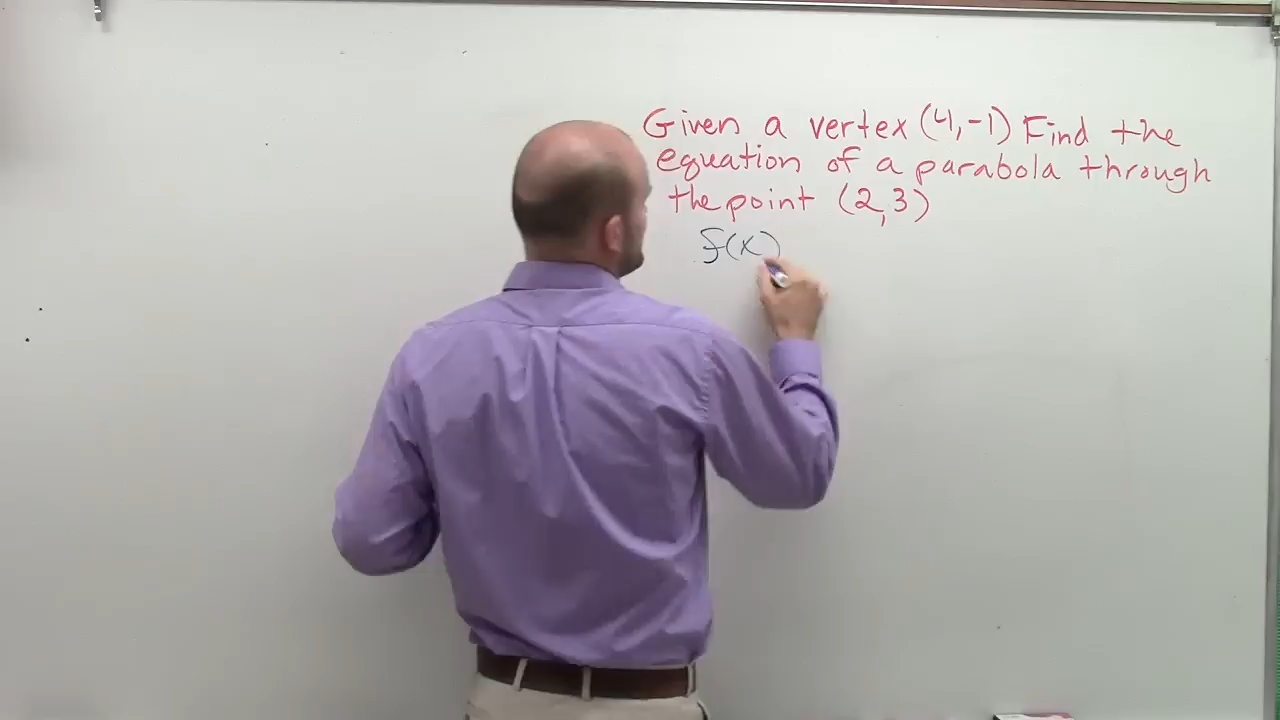 Given a vertex (4,-1) Find the
equation of a parabola through
the point (2,3)
f(x)